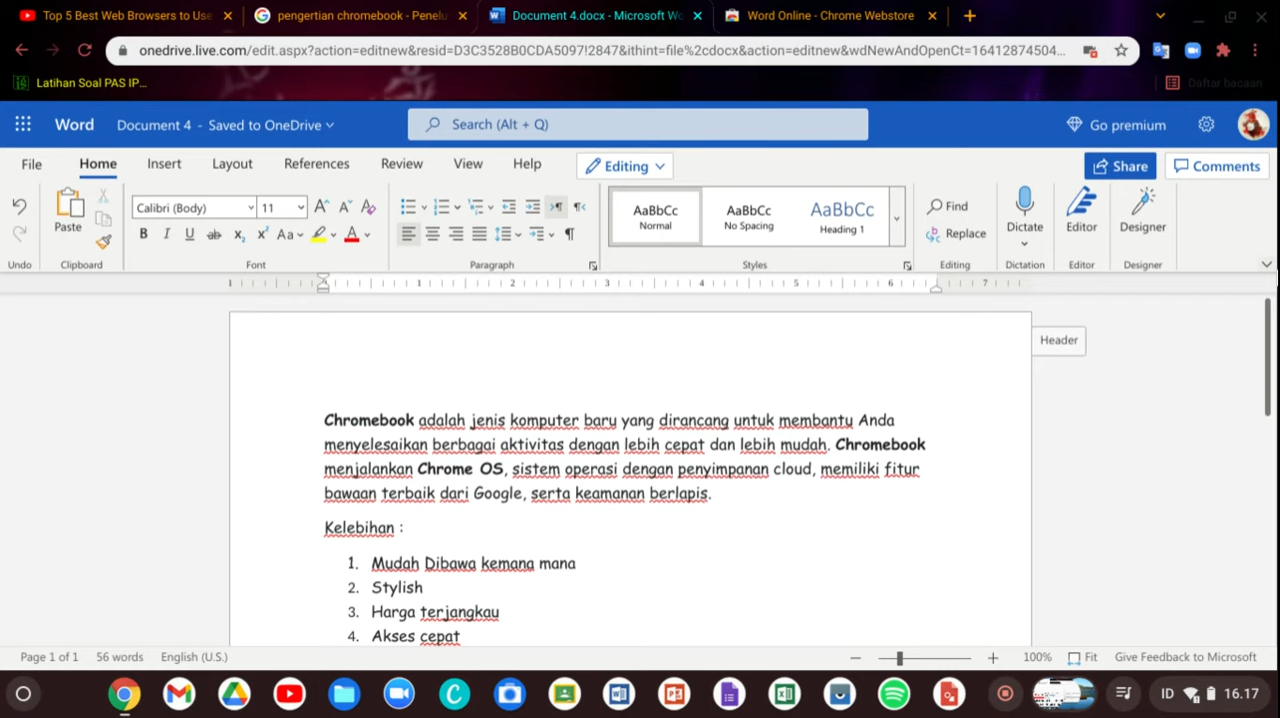 Top 5 Best Web Browsers to Use
pengertian chromebook - Penelu
Document 4.docx - Microsoft Wo
Word Online - Chrome Webstore
onedrive.live.com/edit.aspx?action=editnew&resid=D3C3528B0CDA5097!2847&ithint=file%2cdocx&action=editnew&wdNewAndOpenCt=16412874504...
Latihan Soal PAS IP...
Daftar bacaan
Word
Document 4 - Saved to OneDrive
Search (Alt + Q)
Go premium
File
Home
Insert
Layout
References
Review
View
Help
Editing
Share
Comments
Paste
Calibri (Body)
11
AaBbCc
Normal
AaBbCc
No Spacing
AaBbCc
Heading 1
Find
Replace
Dictate
Editor
Designer
Undo
Clipboard
Font
Paragraph
Styles
Editing
Dictation
Editor
Designer
1 1 2 3 4 5 6 7
Header
Chromebook adalah jenis komputer baru yang dirancang untuk membantu Anda
menyelesaikan berbagai aktivitas dengan lebih cepat dan lebih mudah. Chromebook
menjalankan Chrome OS, sistem operasi dengan penyimpanan cloud, memiliki fitur
bawaan terbaik dari Google, serta keamanan berlapis.
Kelebihan :
1. Mudah Dibawa kemana mana
2. Stylish
3. Harga terjangkau
4. Akses cepat
Page 1 of 1
56 words
English (U.S.)
100%
Fit
Give Feedback to Microsoft
ID
16.17